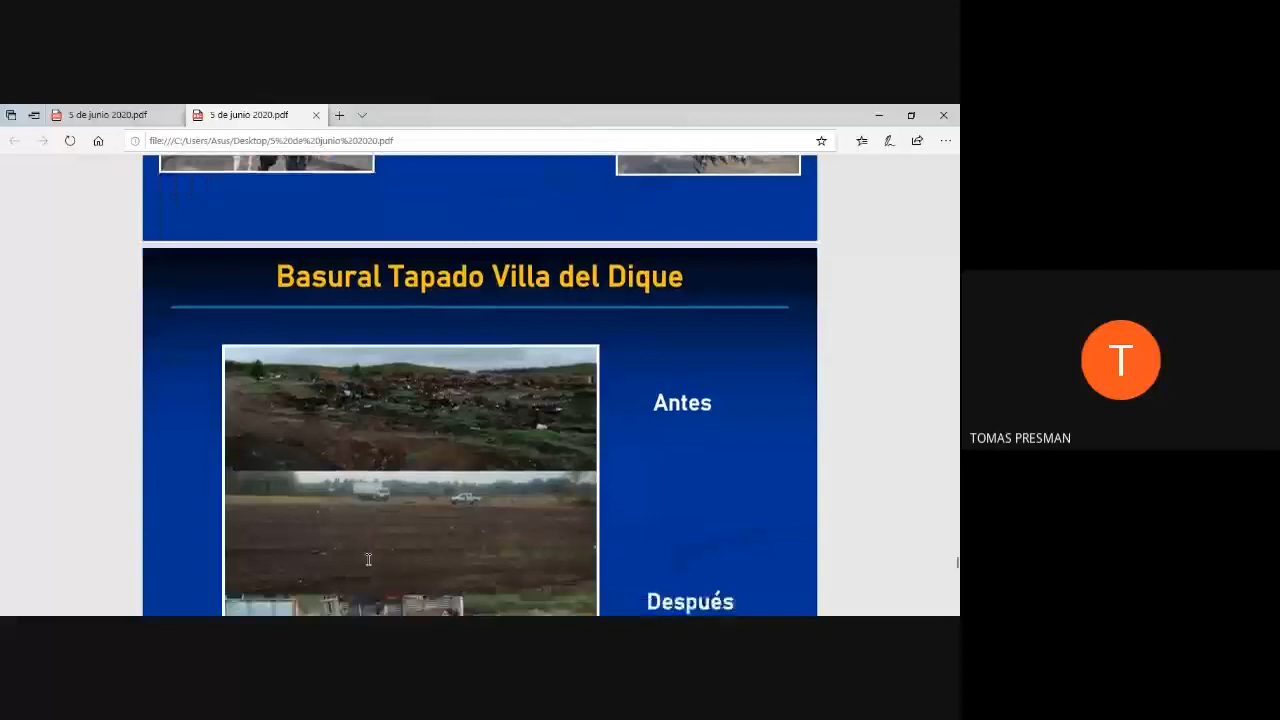 5 de junio 2020.pdf
5 de junio 2020.pdf
file:///C:/Users/Asus/Desktop/5%20de%20junio%202020.pdf
Basural Tapado Villa del Dique
Antes
Después
T
TOMAS PRESMAN